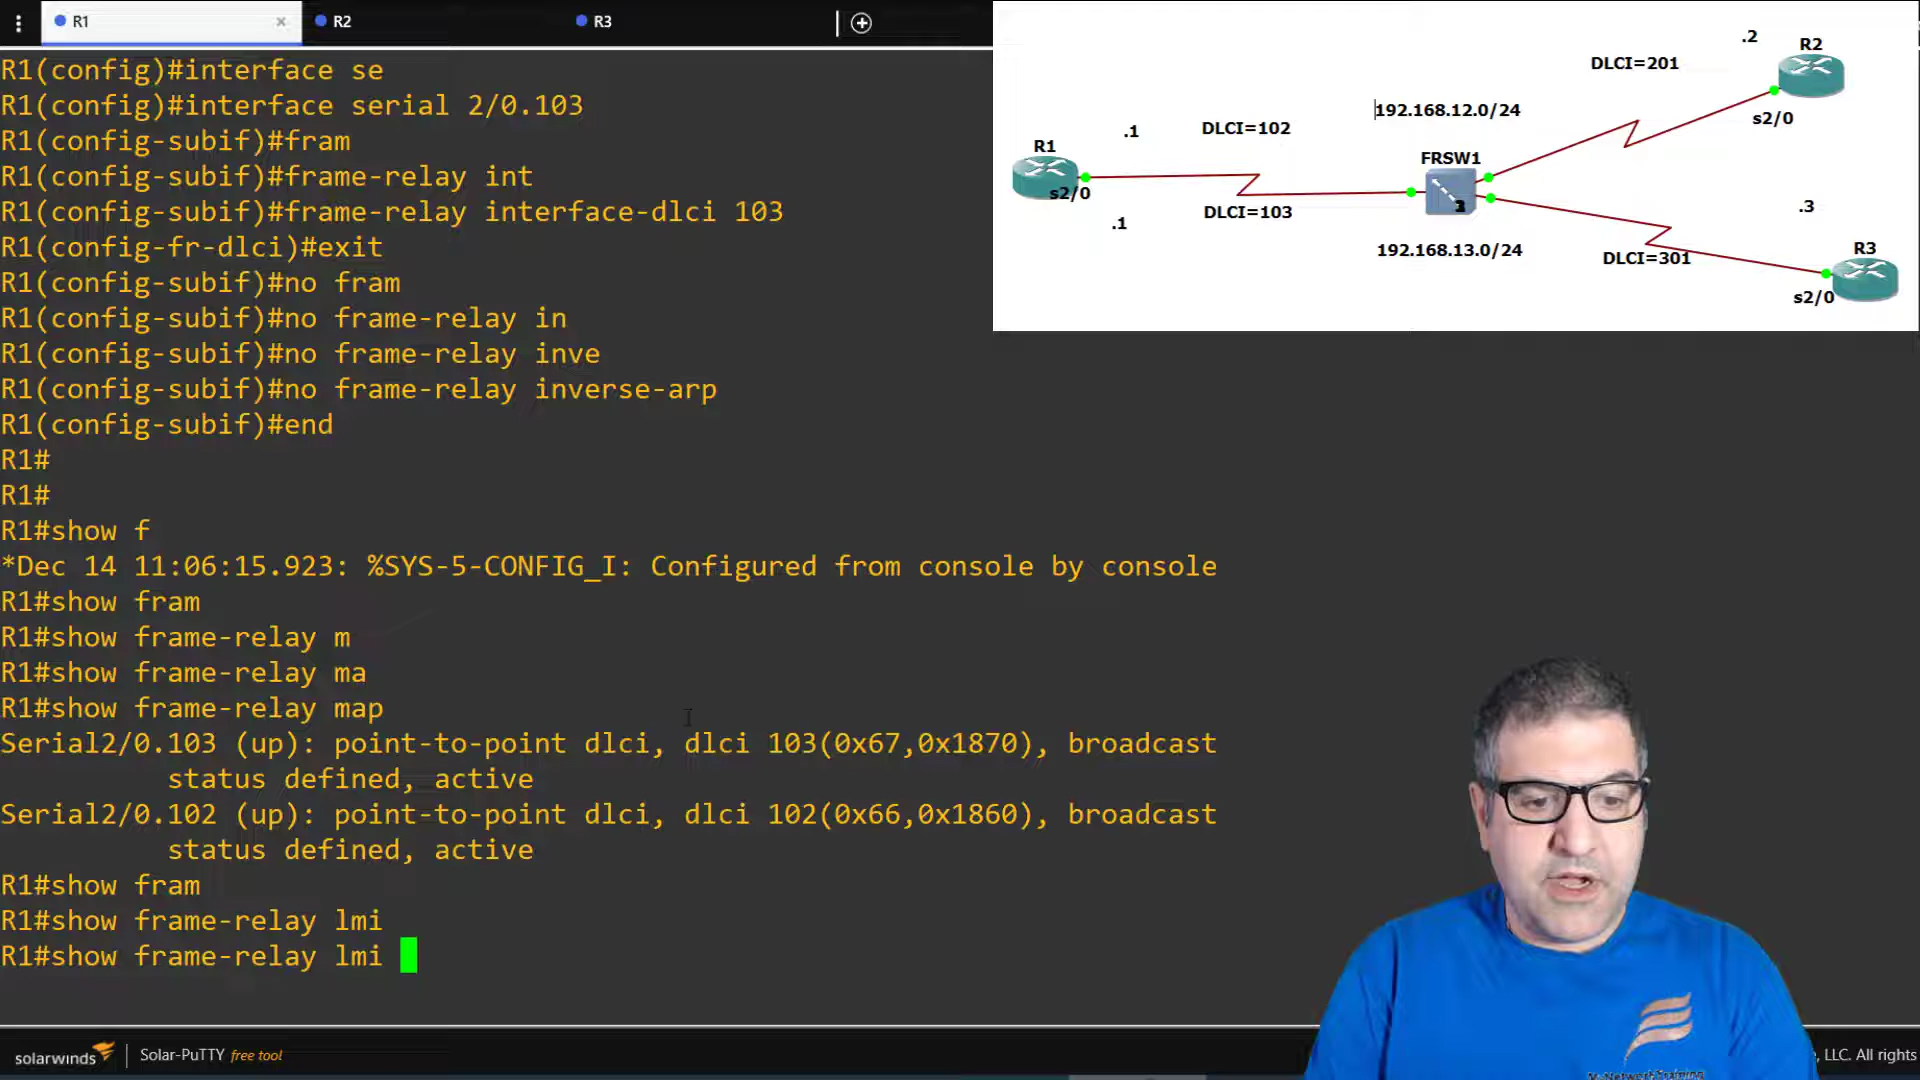 R1
R2
R3
R1(config)#interface se
R1(config)#interface serial 2/0.103
R1(config-subif)#fram
R1(config-subif)#frame-relay int
R1(config-subif)#frame-relay interface-dlci 103
R1(config-fr-dlci)#exit
R1(config-subif)#no fram
R1(config-subif)#no frame-relay in
R1(config-subif)#no frame-relay inve
R1(config-subif)#no frame-relay inverse-arp
R1(config-subif)#end
R1#
R1#
R1#show f
*Dec 14 11:06:15.923: %SYS-5-CONFIG_I: Configured from console by console
R1#show fram
R1#show frame-relay m
R1#show frame-relay ma
R1#show frame-relay map
Serial2/0.103 (up): point-to-point dlci, dlci 103(0x67,0x1870), broadcast
status defined, active
Serial2/0.102 (up): point-to-point dlci, dlci 102(0x66,0x1860), broadcast
status defined, active
R1#show fram
R1#show frame-relay lmi
R1#show frame-relay lmi
.2
R2
DLCI=201
192.168.12.0/24
s2/0
.1
DLCI=102
R1
FRSW1
s2/0
DLCI=103
.3
.1
192.168.13.0/24
DLCI=301
R3
s2/0
solarwinds
Solar-PuTTY free tool
, LLC. All rights